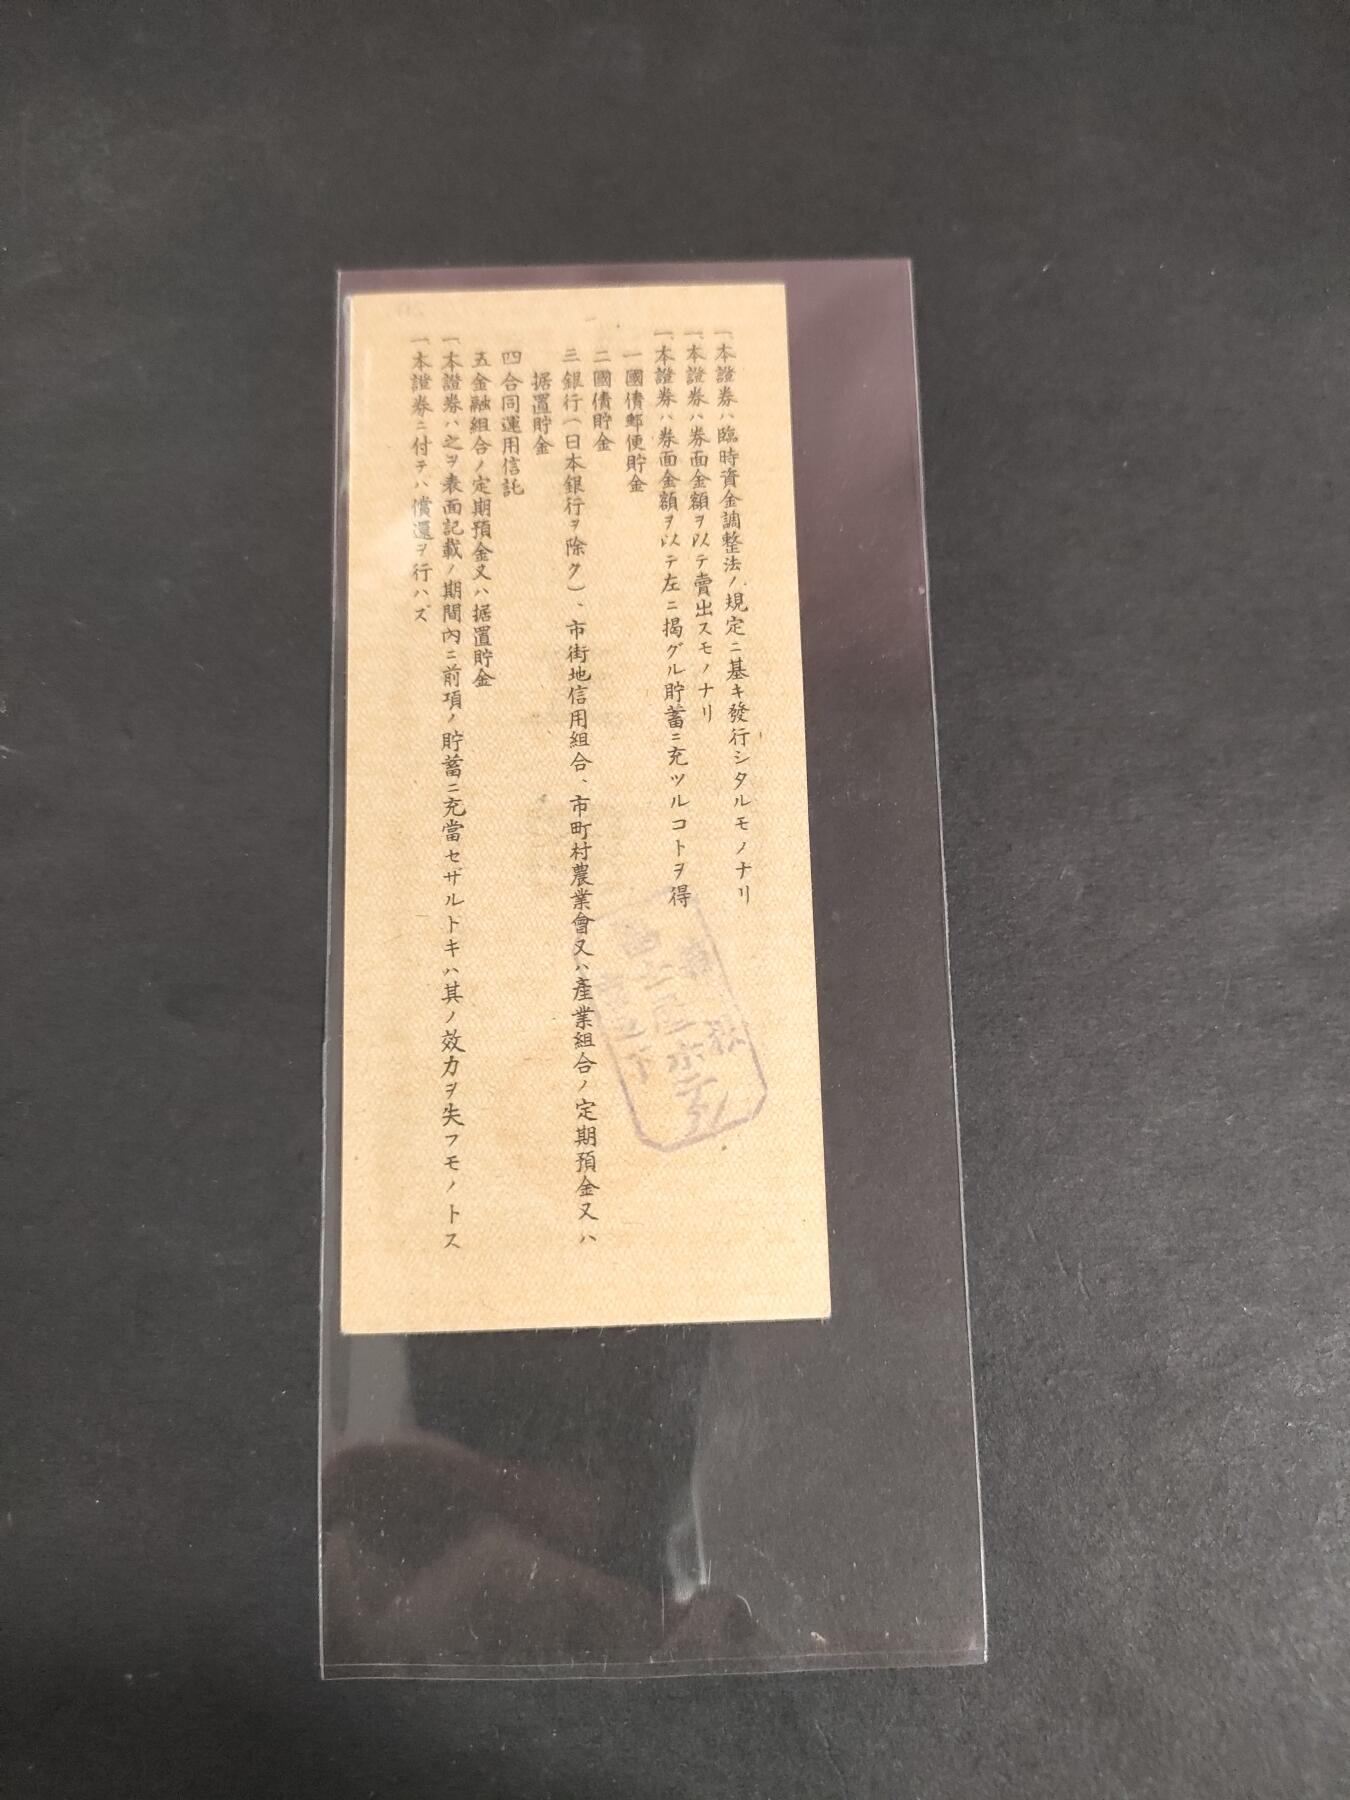 一、本證券ハ臨時資金調整法ノ規定ニ基キ發行シタルモノナリ
一、本證券ハ券面金額ヲ以テ賣出スモノナリ
一、本證券ハ券面金額ヲ以テ左ニ揭グル貯蓄ニ充ツルコトヲ得
一 國債郵便貯金
二 國債貯金
三 銀行(日本銀行ヲ除ク)、市街地信用組合、市町村農業會又ハ產業組合ノ定期預金又ハ
据置貯金
四 合同運用信託
五 金融組合ノ定期預金又ハ据置貯金
一、本證券ハ之ヲ表面記載ノ期間內ニ前項ノ貯蓄ニ充當セザルトキハ其ノ效力ヲ失フモノトス
一、本證券ニ付テハ償還ヲ行ハズ